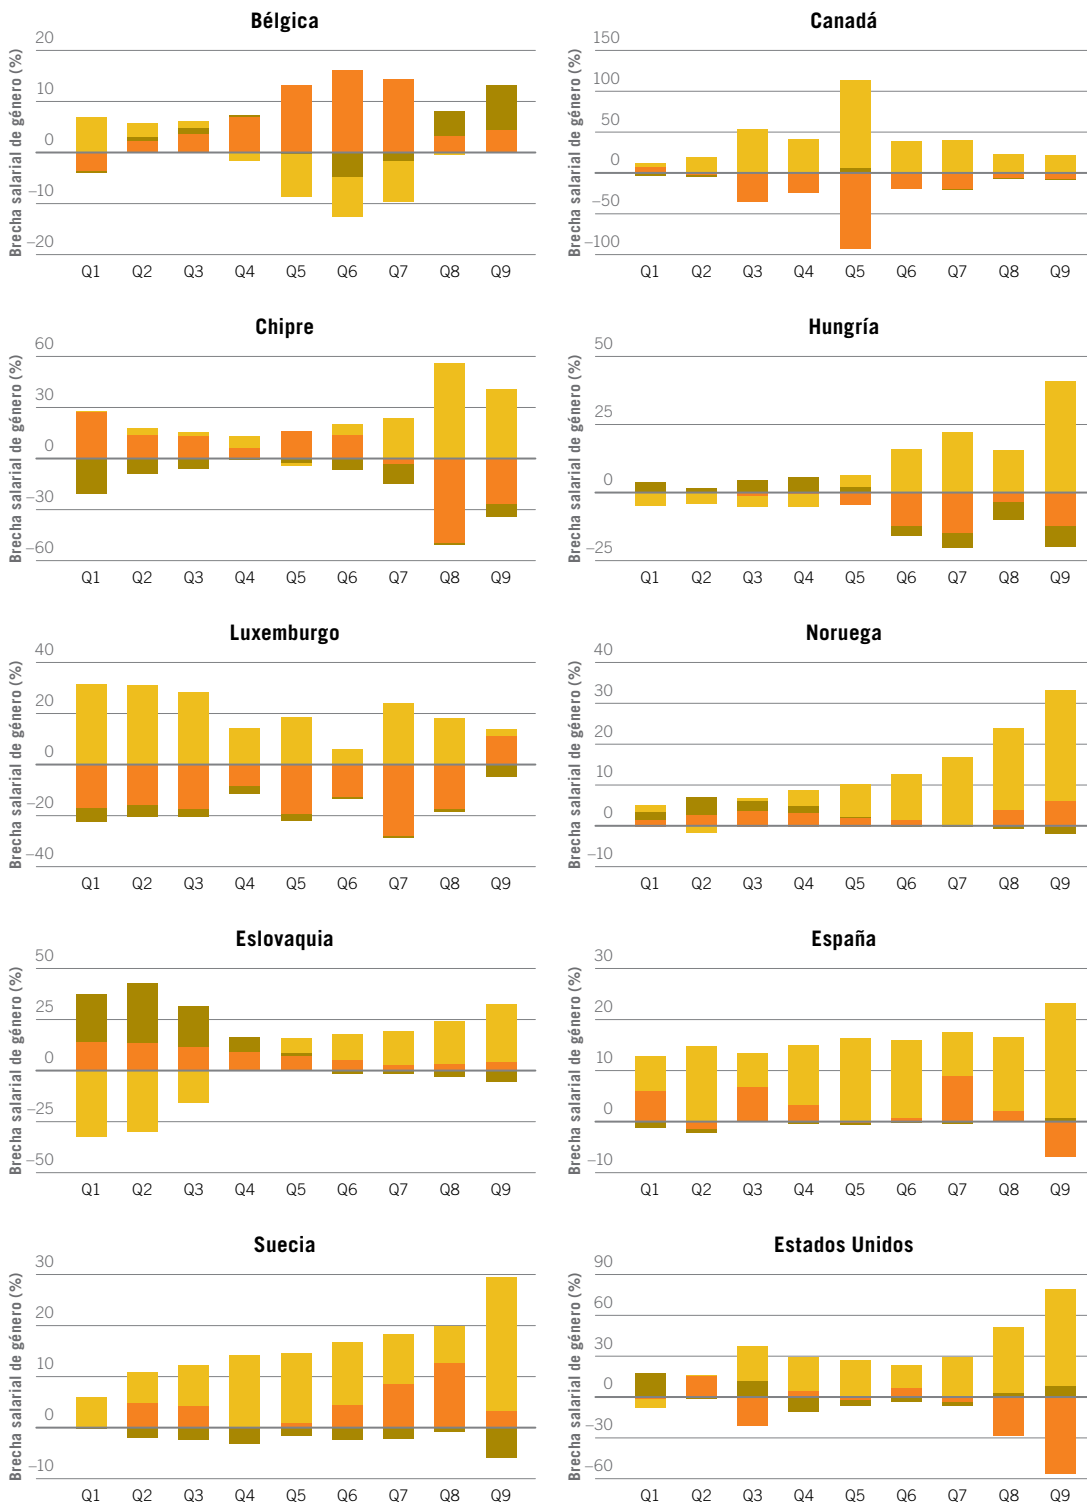 Bélgica
Brecha salarial de género (%)
20
10
0
–10
–20
Q1 Q2 Q3 Q4 Q5 Q6 Q7 Q8 Q9
Canadá
Brecha salarial de género (%)
150
100
50
0
–50
–100
Q1 Q2 Q3 Q4 Q5 Q6 Q7 Q8 Q9
Chipre
Brecha salarial de género (%)
60
30
0
–30
–60
Q1 Q2 Q3 Q4 Q5 Q6 Q7 Q8 Q9
Hungría
Brecha salarial de género (%)
50
25
0
–25
Q1 Q2 Q3 Q4 Q5 Q6 Q7 Q8 Q9
Luxemburgo
Brecha salarial de género (%)
40
20
0
–20
–40
Q1 Q2 Q3 Q4 Q5 Q6 Q7 Q8 Q9
Noruega
Brecha salarial de género (%)
40
30
20
10
0
–10
Q1 Q2 Q3 Q4 Q5 Q6 Q7 Q8 Q9
Eslovaquia
Brecha salarial de género (%)
50
25
0
–25
–50
Q1 Q2 Q3 Q4 Q5 Q6 Q7 Q8 Q9
España
Brecha salarial de género (%)
30
20
10
0
–10
Q1 Q2 Q3 Q4 Q5 Q6 Q7 Q8 Q9
Suecia
Brecha salarial de género (%)
30
20
10
0
–10
Q1 Q2 Q3 Q4 Q5 Q6 Q7 Q8 Q9
Estados Unidos
Brecha salarial de género (%)
90
60
30
0
–30
–60
Q1 Q2 Q3 Q4 Q5 Q6 Q7 Q8 Q9